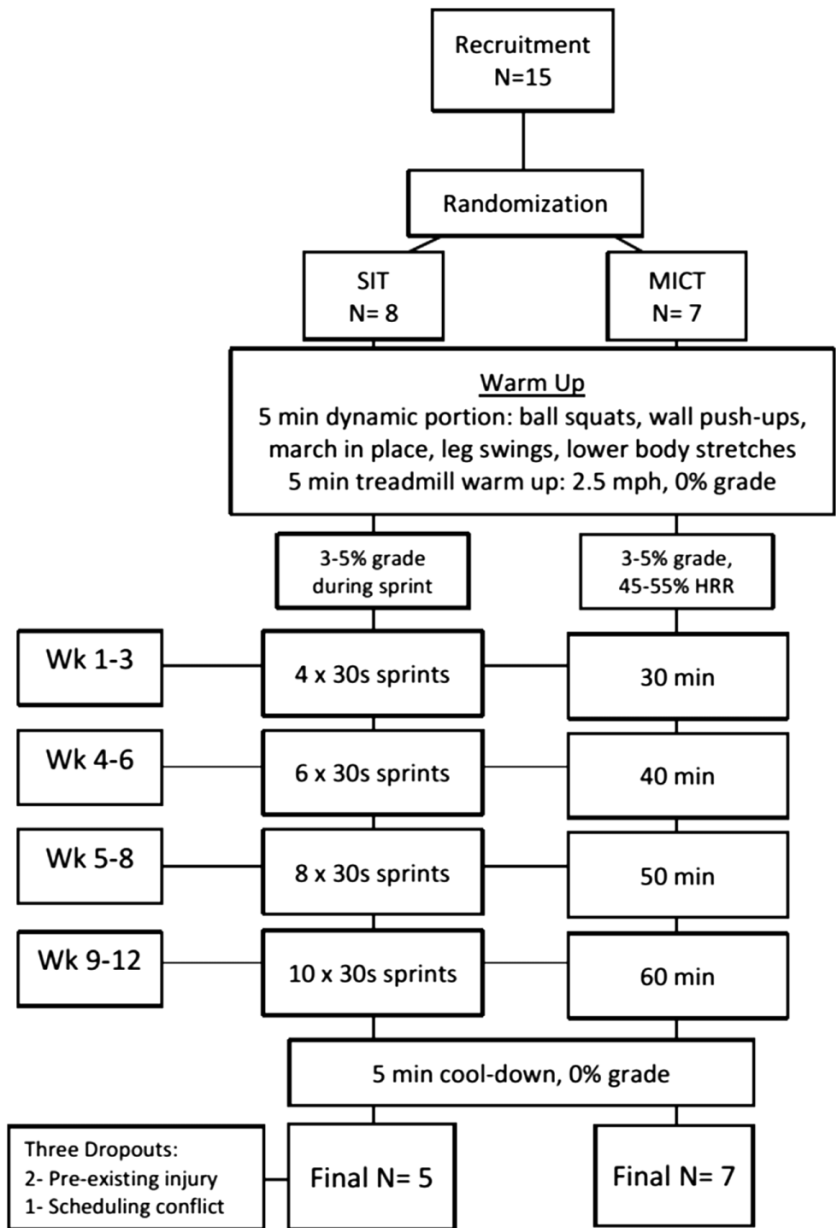 Recruitment
N=15
Randomization
SIT
N= 8
MICT
N= 7
Warm Up
5 min dynamic portion: ball squats, wall push-ups,
march in place, leg swings, lower body stretches
5 min treadmill warm up: 2.5 mph, 0% grade
3-5% grade
during sprint
3-5% grade,
45-55% HRR
Wk 1-3
4 x 30s sprints
30 min
Wk 4-6
6 x 30s sprints
40 min
Wk 5-8
8 x 30s sprints
50 min
Wk 9-12
10 x 30s sprints
60 min
5 min cool-down, 0% grade
Three Dropouts:
2- Pre-existing injury
1- Scheduling conflict
Final N= 5
Final N= 7